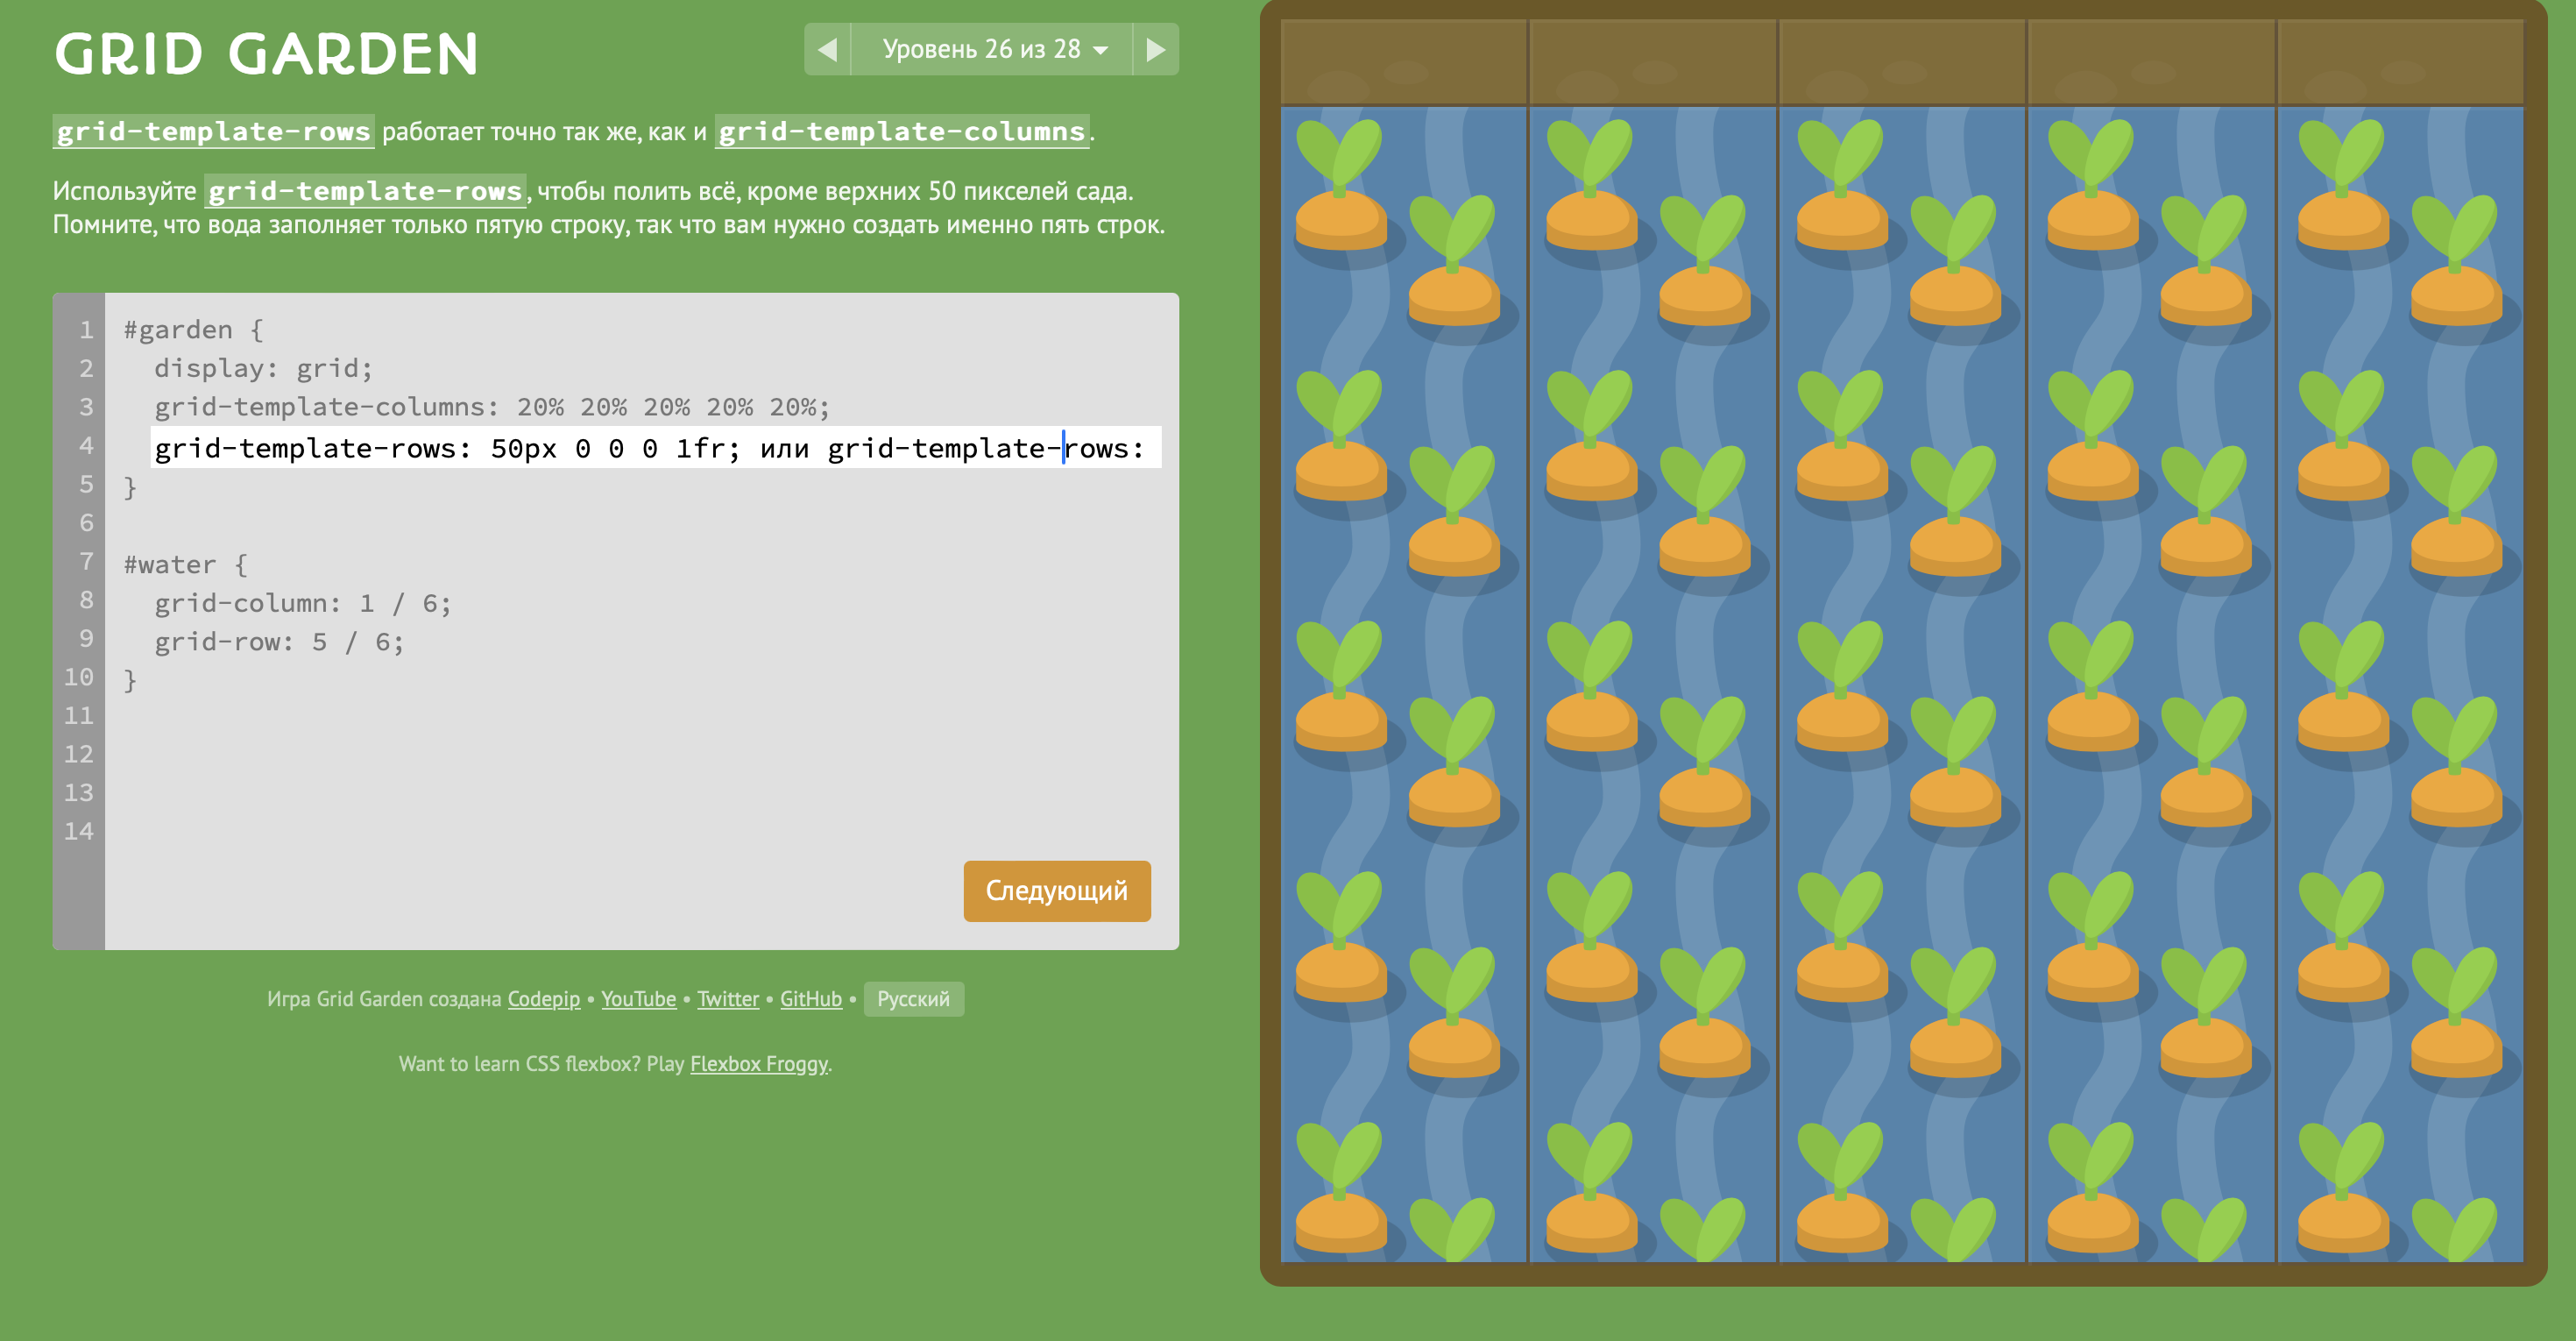 GRID GARDEN
Уровень 26 из 28
grid-template-rows работает точно так же, как и grid-template-columns.
Используйте grid-template-rows, чтобы полить всё, кроме верхних 50 пикселей сада.
Помните, что вода заполняет только пятую строку, так что вам нужно создать именно пять строк.
1 #garden {
2 display: grid;
3 grid-template-columns: 20% 20% 20% 20% 20%;
4 grid-template-rows: 50px 0 0 0 1fr; или grid-template-rows:
5 }
6
7 #water {
8 grid-column: 1 / 6;
9 grid-row: 5 / 6;
10 }
11
12
13
14
Следующий
Игра Grid Garden создана Codepip • YouTube • Twitter • GitHub • Русский
Want to learn CSS flexbox? Play Flexbox Froggy.